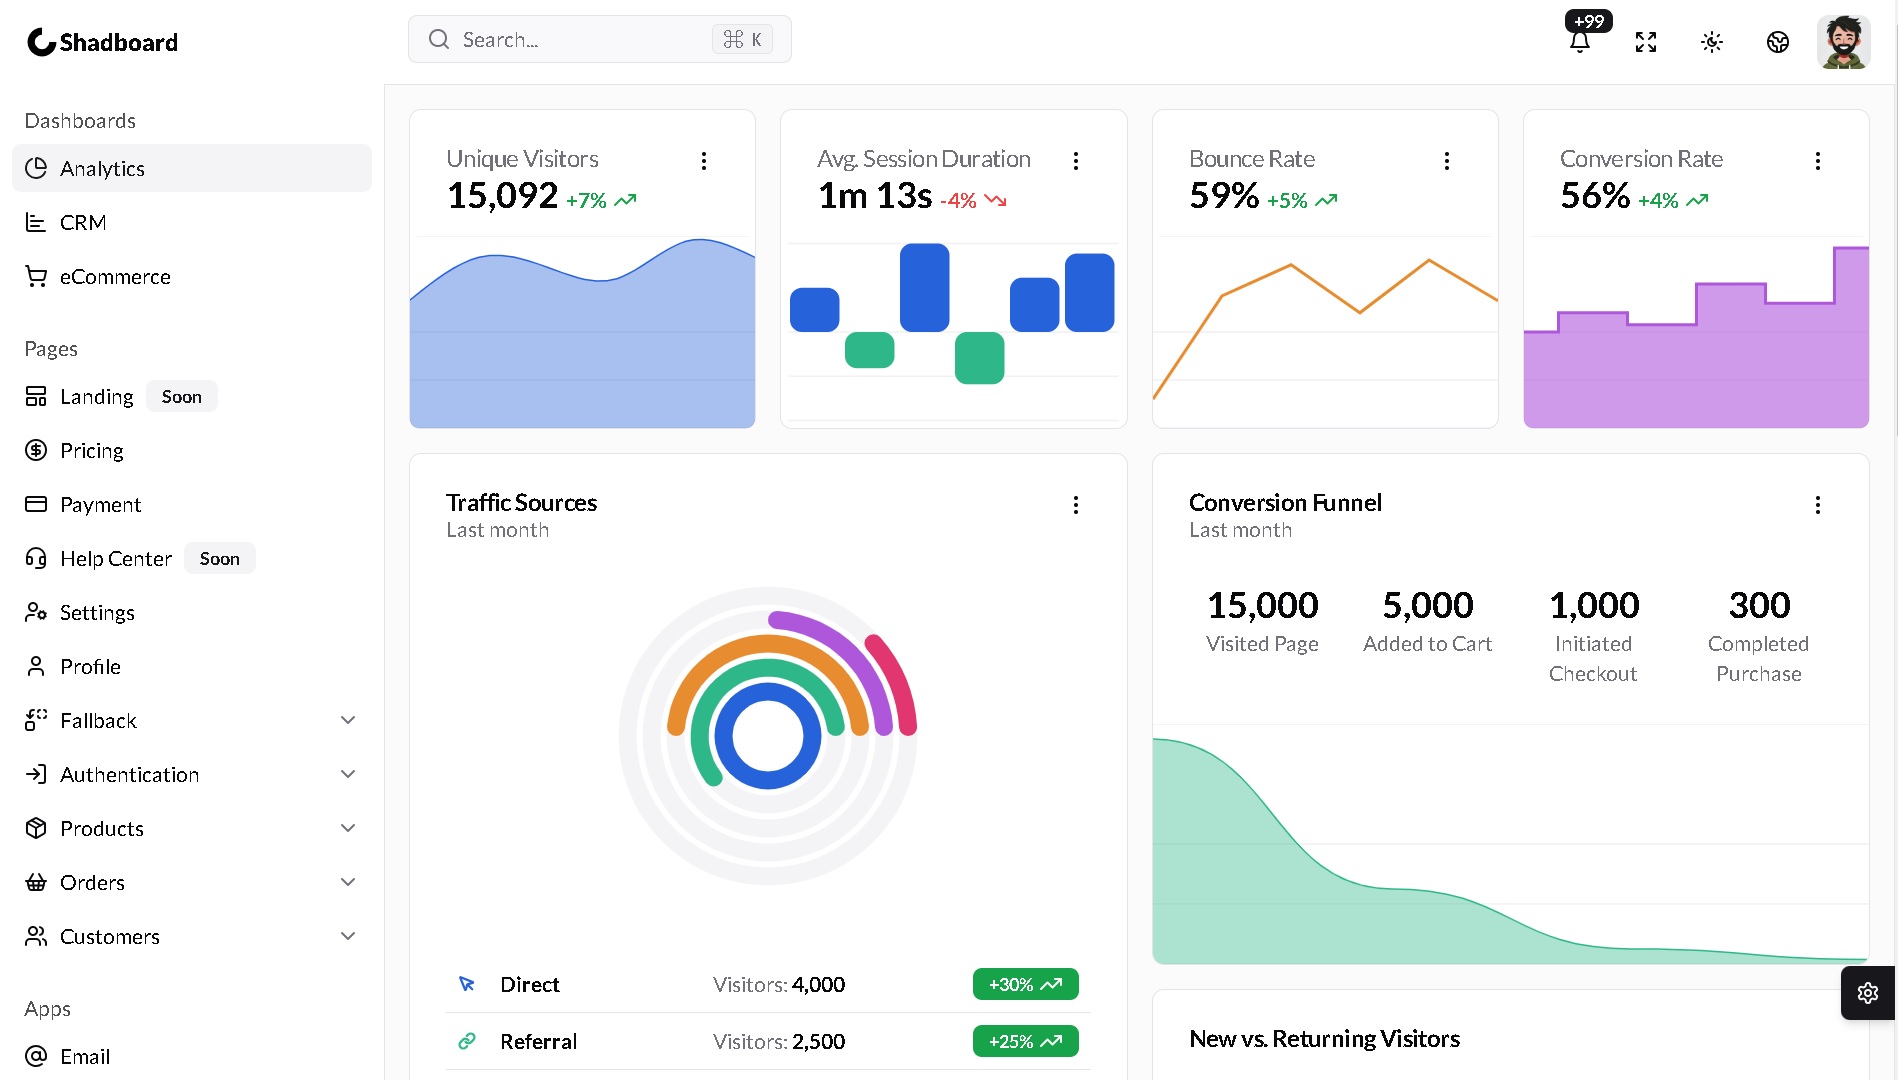 Shadboard
Search...
⌘ K
+99
Dashboards
Analytics
CRM
eCommerce
Pages
Landing Soon
Pricing
Payment
Help Center Soon
Settings
Profile
Fallback
Authentication
Products
Orders
Customers
Apps
Email
Unique Visitors
15,092 +7%
Avg. Session Duration
1m 13s -4%
Bounce Rate
59% +5%
Conversion Rate
56% +4%
Traffic Sources
Last month
Direct Visitors: 4,000 +30%
Referral Visitors: 2,500 +25%
Conversion Funnel
Last month
15,000
Visited Page
5,000
Added to Cart
1,000
Initiated
Checkout
300
Completed
Purchase
New vs. Returning Visitors